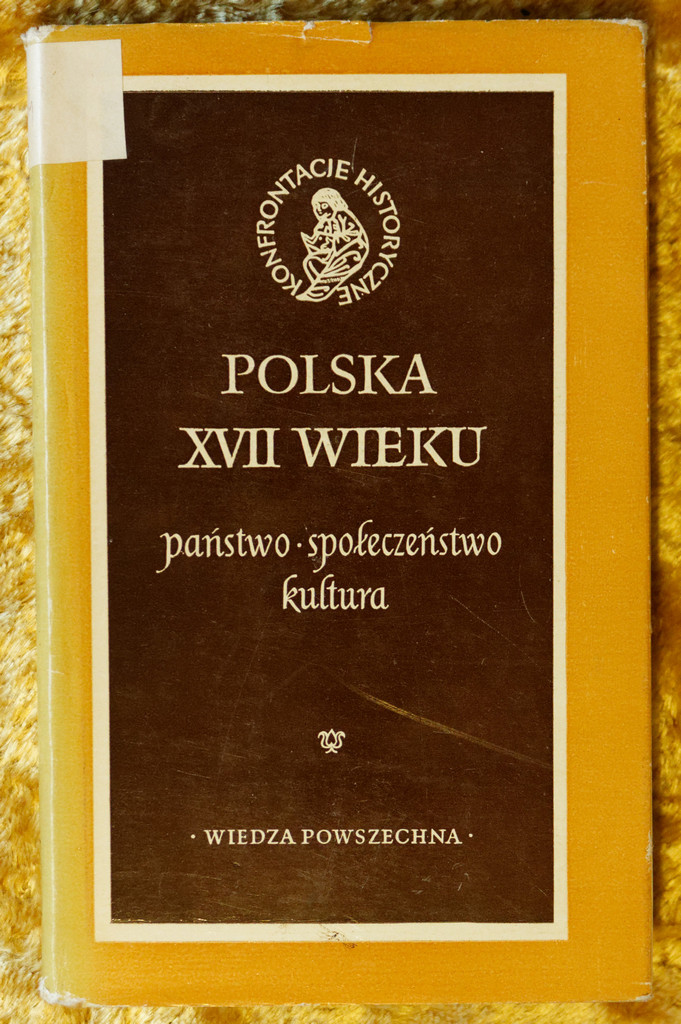 KONFRONTACJE HISTORYCZNE
POLSKA
XVII WIEKU
państwo · społeczeństwo
kultura
· WIEDZA POWSZECHNA ·